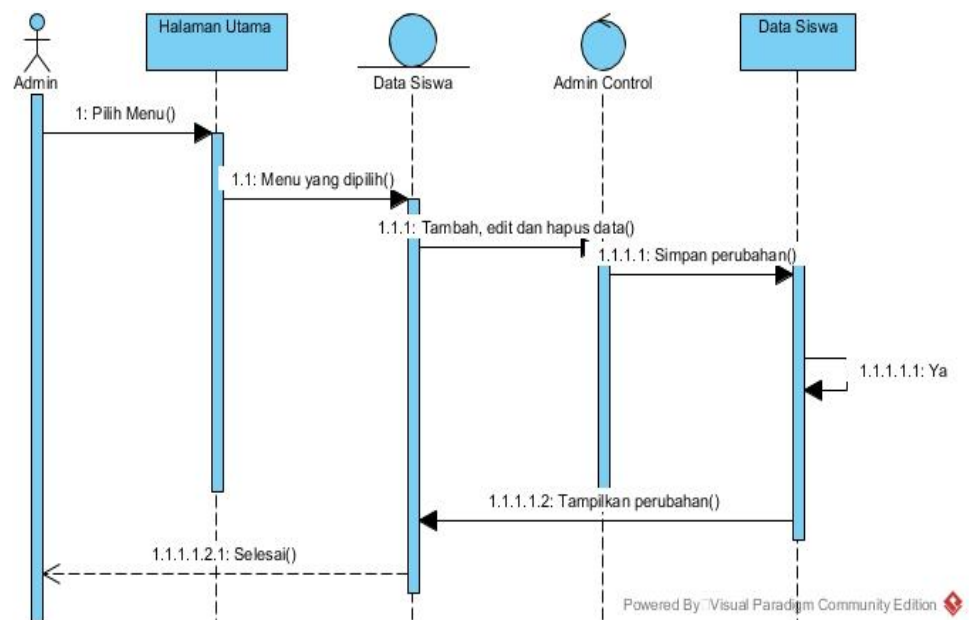 Halaman Utama
Data Siswa
Admin
Data Siswa
Admin Control
1: Pilih Menu()
1.1: Menu yang dipilih()
1.1.1: Tambah, edit dan hapus data()
1.1.1.1: Simpan perubahan()
1.1.1.1.1: Ya
1.1.1.1.2: Tampilkan perubahan()
1.1.1.1.2.1: Selesai()
Powered By Visual Paradigm Community Edition